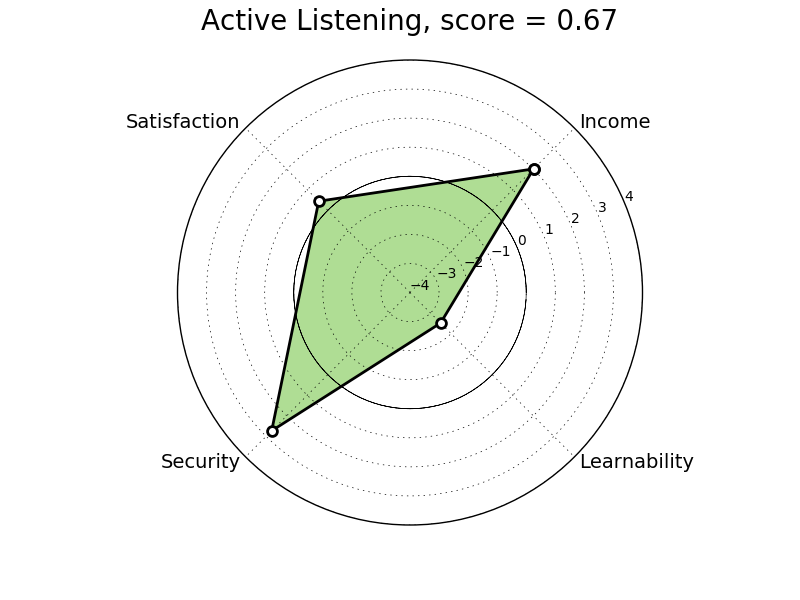 Active Listening, score = 0.67
Satisfaction
Income
4
3
2
1
0
−1
−2
−3
−4
Security
Learnability